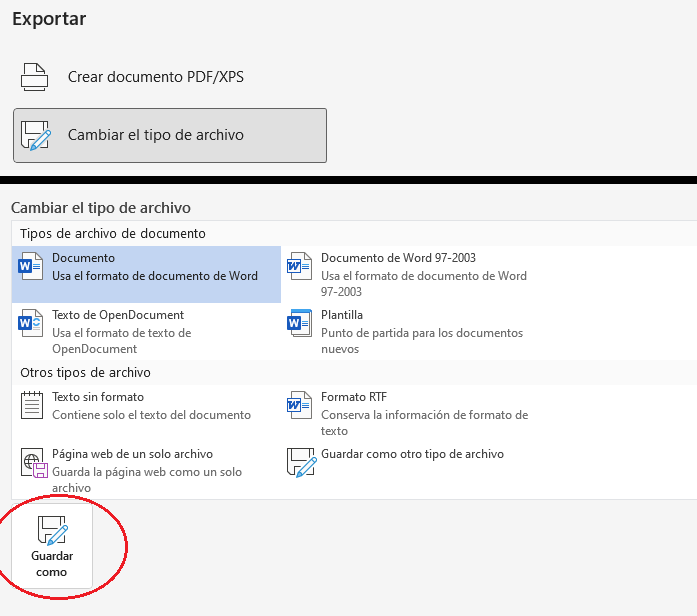 Exportar
Crear documento PDF/XPS
Cambiar el tipo de archivo
Cambiar el tipo de archivo
Tipos de archivo de documento
Documento
Usa el formato de documento de Word
Documento de Word 97-2003
Usa el formato de documento de Word
97-2003
Texto de OpenDocument
Usa el formato de texto de
OpenDocument
Plantilla
Punto de partida para los documentos
nuevos
Otros tipos de archivo
Texto sin formato
Contiene solo el texto del documento
Formato RTF
Conserva la información de formato de
texto
Página web de un solo archivo
Guarda la página web como un solo
archivo
Guardar como otro tipo de archivo
Guardar
como